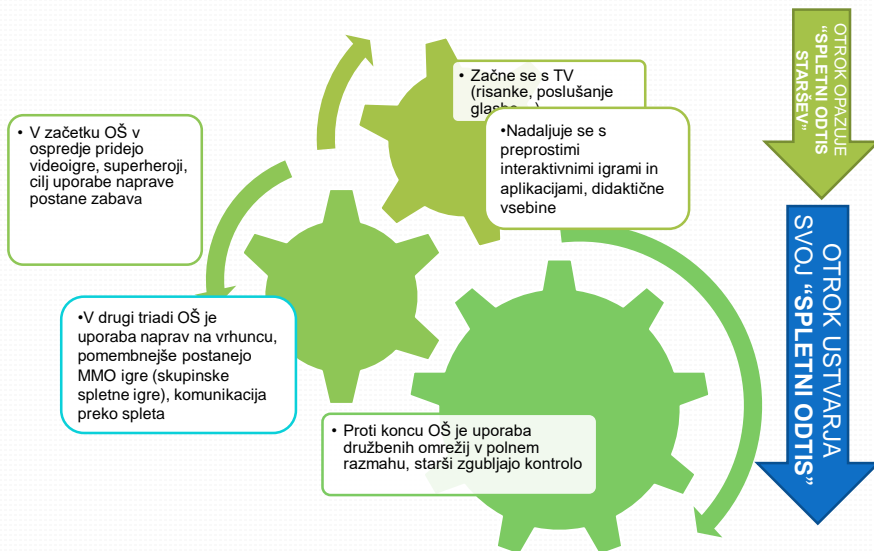 • Začne se s TV
(risanke, poslušanje
• Nadaljuje se s
preprostimi
interaktivnimi igrami in
aplikacijami, didaktične
vsebine
• V začetku OŠ v
ospredje pridejo
videoigre, superheroji,
cilj uporabe naprave
postane zabava
•V drugi triadi OŠ je
uporaba naprav na vrhuncu,
pomembnejše postanejo
MMO igre (skupinske
spletne igre), komunikacija
preko spleta
• Proti koncu OŠ je uporaba
družbenih omrežij v polnem
razmahu, starši zgubljajo kontrolo
OTROK OPAZUJE
“SPLETNI ODTIS
STARŠEV”
OTROK USTVARJA
SVOJ “SPLETNI ODTIS”